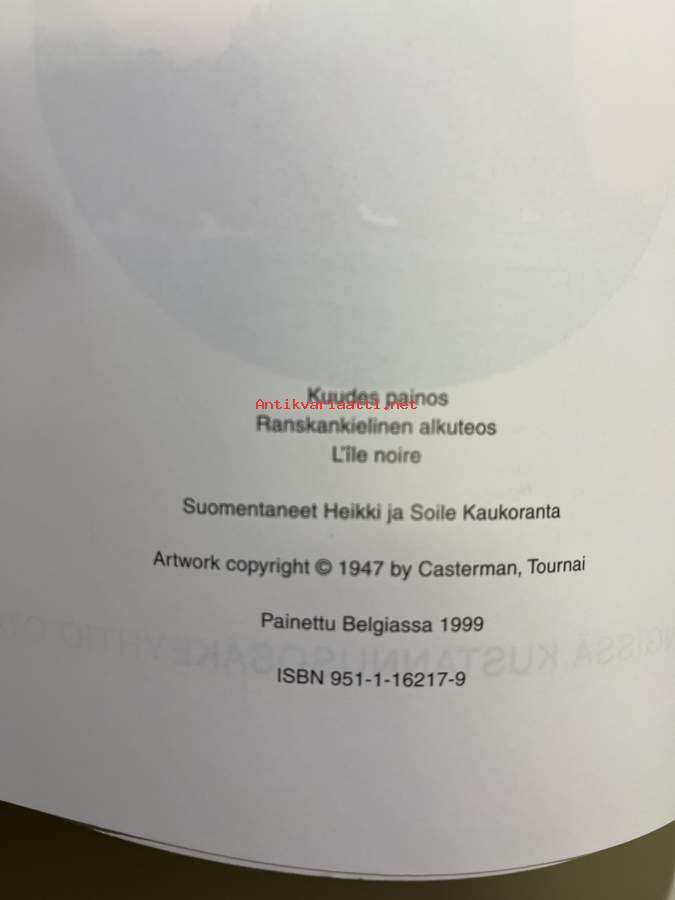 Kuudes painos
Antikvariaatti.net
Ranskankielinen alkuteos
L'île noire
Suomentaneet Heikki ja Soile Kaukoranta
Artwork copyright © 1947 by Casterman, Tournai
Painettu Belgiassa 1999
KUSTANNUSOSAKEYHTIÖ
ISBN 951-1-16217-9